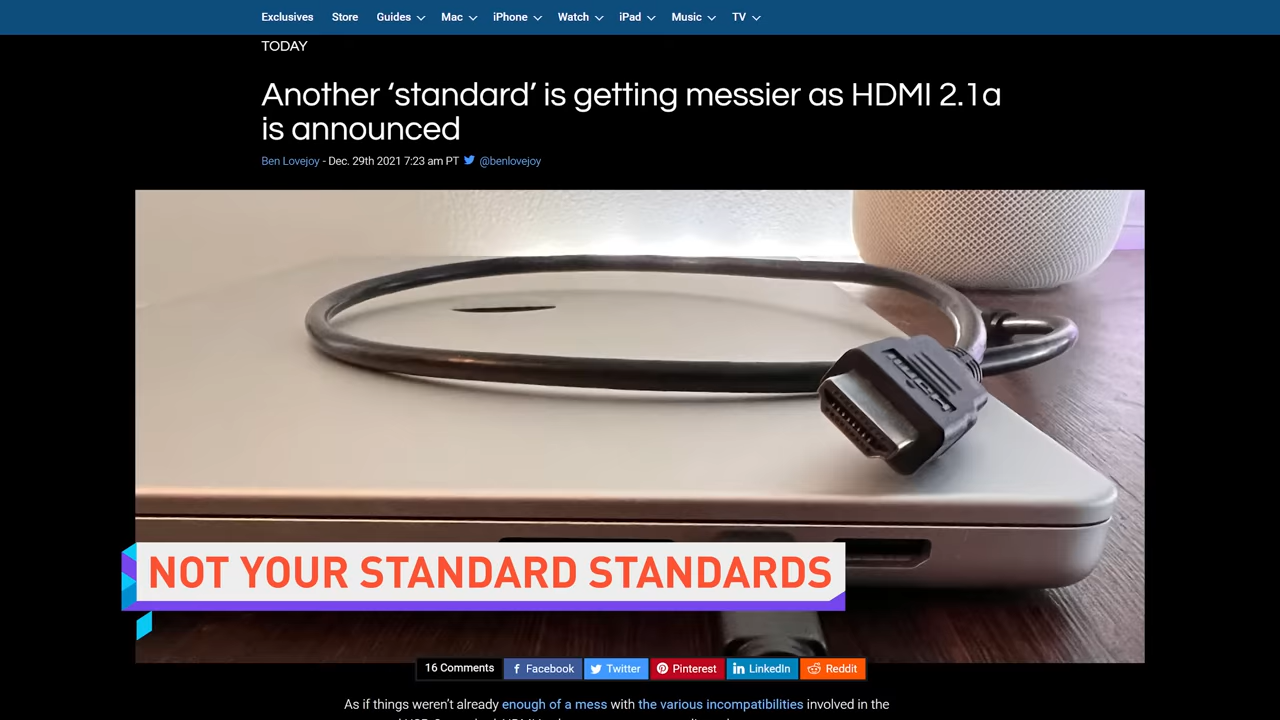 Exclusives Store Guides Mac iPhone Watch iPad Music TV
TODAY
Another ‘standard’ is getting messier as HDMI 2.1a
is announced
Ben Lovejoy - Dec. 29th 2021 7:23 am PT @benlovejoy
HDMI
NOT YOUR STANDARD STANDARDS
16 Comments Facebook Twitter Pinterest LinkedIn Reddit
As if things weren’t already enough of a mess with the various incompatibilities involved in the